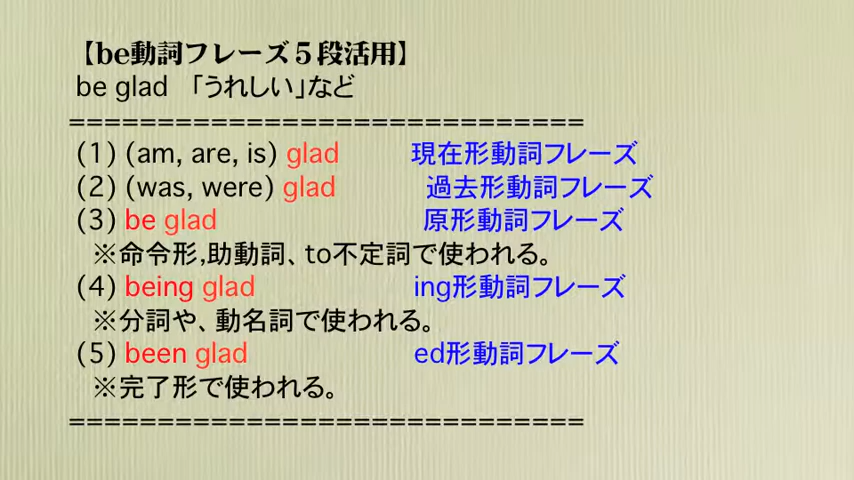 【be動詞フレーズ５段活用】
be glad 「うれしい」など
=============================
(1) (am, are, is) glad 現在形動詞フレーズ
(2) (was, were) glad 過去形動詞フレーズ
(3) be glad 原形動詞フレーズ
※命令形,助動詞、to不定詞で使われる。
(4) being glad ing形動詞フレーズ
※分詞や、動名詞で使われる。
(5) been glad ed形動詞フレーズ
※完了形で使われる。
=============================